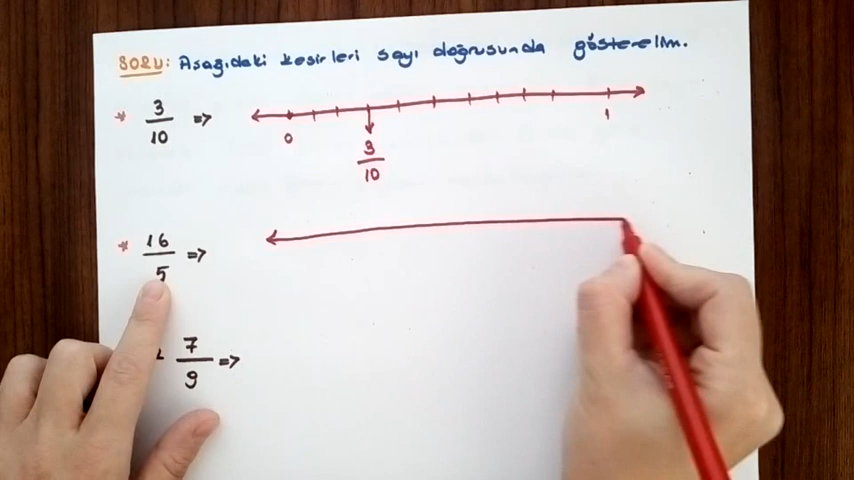 SORU: Aşağıdaki kesirleri sayı doğrusunda gösterelim.
* 3/10 =>
0 1
3/10
* 16/5 =>
7/9 =>